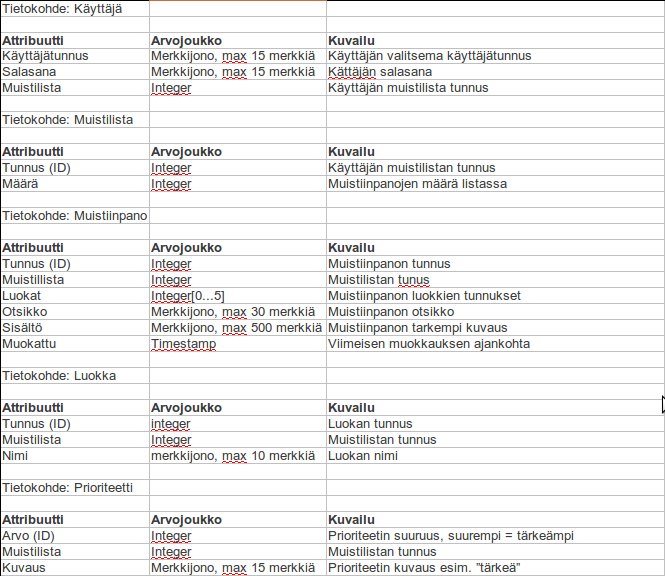 Tietokohde: Käyttäjä
Attribuutti Arvojoukko Kuvailu
Käyttäjätunnus Merkkijono, max 15 merkkiä Käyttäjän valitsema käyttäjätunnus
Salasana Merkkijono, max 15 merkkiä Kättäjän salasana
Muistilista Integer Käyttäjän muistilista tunnus
Tietokohde: Muistilista
Attribuutti Arvojoukko Kuvailu
Tunnus (ID) Integer Käyttäjän muistilistan tunnus
Määrä Integer Muistiinpanojen määrä listassa
Tietokohde: Muistiinpano
Attribuutti Arvojoukko Kuvailu
Tunnus (ID) Integer Muistiinpanon tunnus
Muistillista Integer Muistilistan tunus
Luokat Integer[0...5] Muistiinpanon luokkien tunnukset
Otsikko Merkkijono, max 30 merkkiä Muistiinpanon otsikko
Sisältö Merkkijono, max 500 merkkiä Muistiinpanon tarkempi kuvaus
Muokattu Timestamp Viimeisen muokkauksen ajankohta
Tietokohde: Luokka
Attribuutti Arvojoukko Kuvailu
Tunnus (ID) integer Luokan tunnus
Muistilista Integer Muistilistan tunnus
Nimi merkkijono, max 10 merkkiä Luokan nimi
Tietokohde: Prioriteetti
Attribuutti Arvojoukko Kuvailu
Arvo (ID) Integer Prioriteetin suuruus, suurempi = tärkeämpi
Muistilista Integer Muistilistan tunnus
Kuvaus Merkkijono, max 15 merkkiä Prioriteetin kuvaus esim. ”tärkeä”